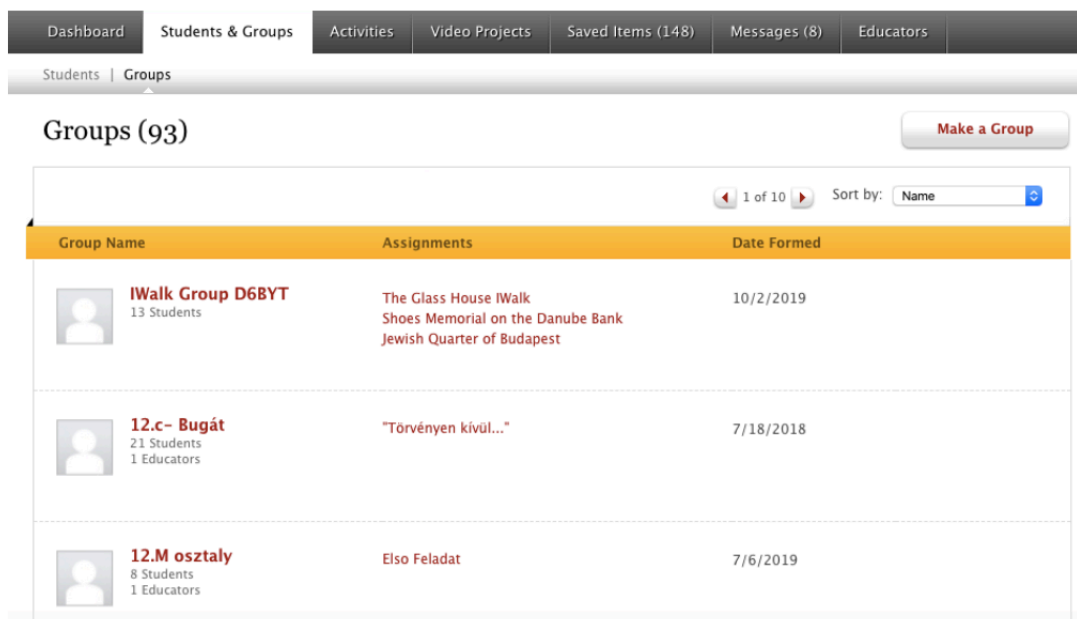 Dashboard Students & Groups Activities Video Projects Saved Items (148) Messages (8) Educators
Students | Groups
Groups (93) Make a Group
1 of 10 Sort by: Name
Group Name Assignments Date Formed
IWalk Group D6BYT The Glass House IWalk 10/2/2019
13 Students Shoes Memorial on the Danube Bank
Jewish Quarter of Budapest
12.c- Bugát "Törvényen kívül..." 7/18/2018
21 Students
1 Educators
12.M osztaly Elso Feladat 7/6/2019
8 Students
1 Educators